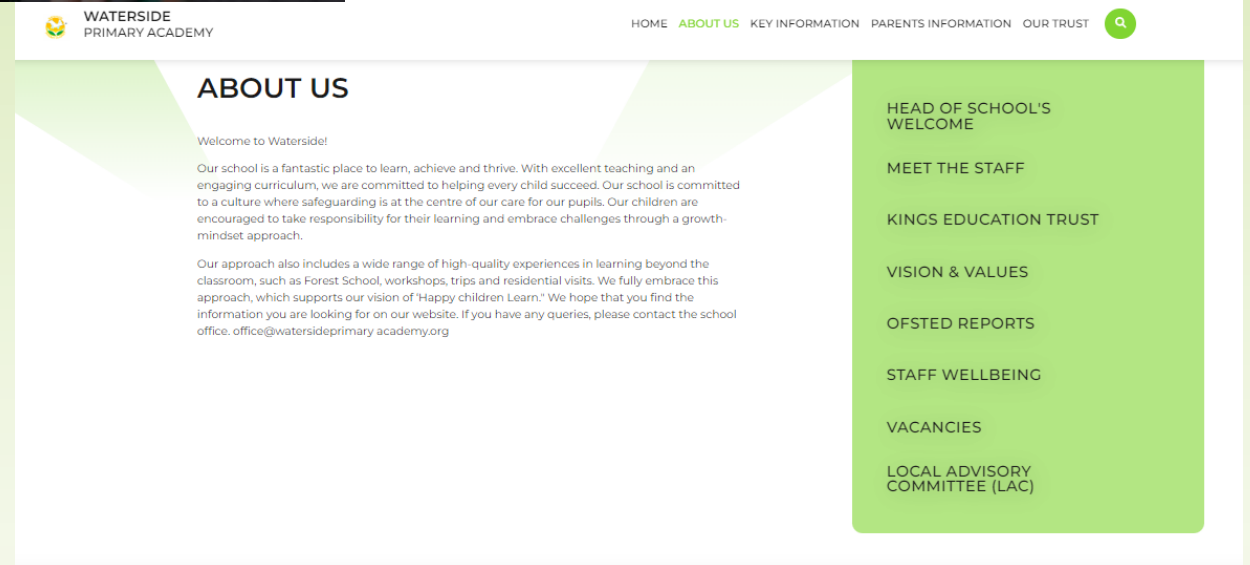 WATERSIDE
PRIMARY ACADEMY
HOME ABOUT US KEY INFORMATION PARENTS INFORMATION OUR TRUST
ABOUT US
Welcome to Waterside!
Our school is a fantastic place to learn, achieve and thrive. With excellent teaching and an
engaging curriculum, we are committed to helping every child succeed. Our school is committed
to a culture where safeguarding is at the centre of our care for our pupils. Our children are
encouraged to take responsibility for their learning and embrace challenges through a growth-
mindset approach.
Our approach also includes a wide range of high-quality experiences in learning beyond the
classroom, such as Forest School, workshops, trips and residential visits. We fully embrace this
approach, which supports our vision of 'Happy children Learn." We hope that you find the
information you are looking for on our website. If you have any queries, please contact the school
office. office@watersideprimary academy.org
HEAD OF SCHOOL'S
WELCOME
MEET THE STAFF
KINGS EDUCATION TRUST
VISION & VALUES
OFSTED REPORTS
STAFF WELLBEING
VACANCIES
LOCAL ADVISORY
COMMITTEE (LAC)